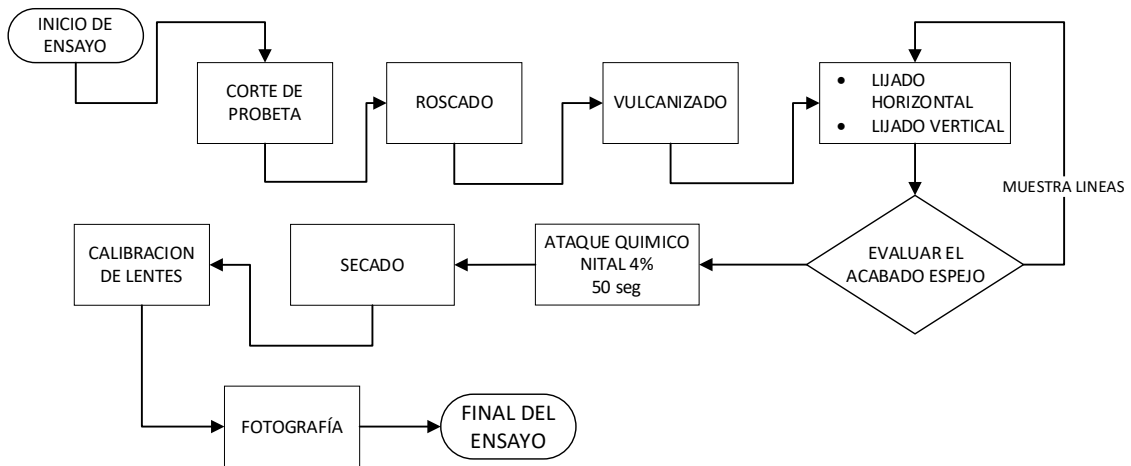 INICIO DE
ENSAYO
CORTE DE
PROBETA
ROSCADO
VULCANIZADO
• LIJADO
HORIZONTAL
• LIJADO VERTICAL
MUESTRA LINEAS
EVALUAR EL
ACABADO ESPEJO
ATAQUE QUIMICO
NITAL 4%
50 seg
SECADO
CALIBRACION
DE LENTES
FOTOGRAFÍA
FINAL DEL
ENSAYO